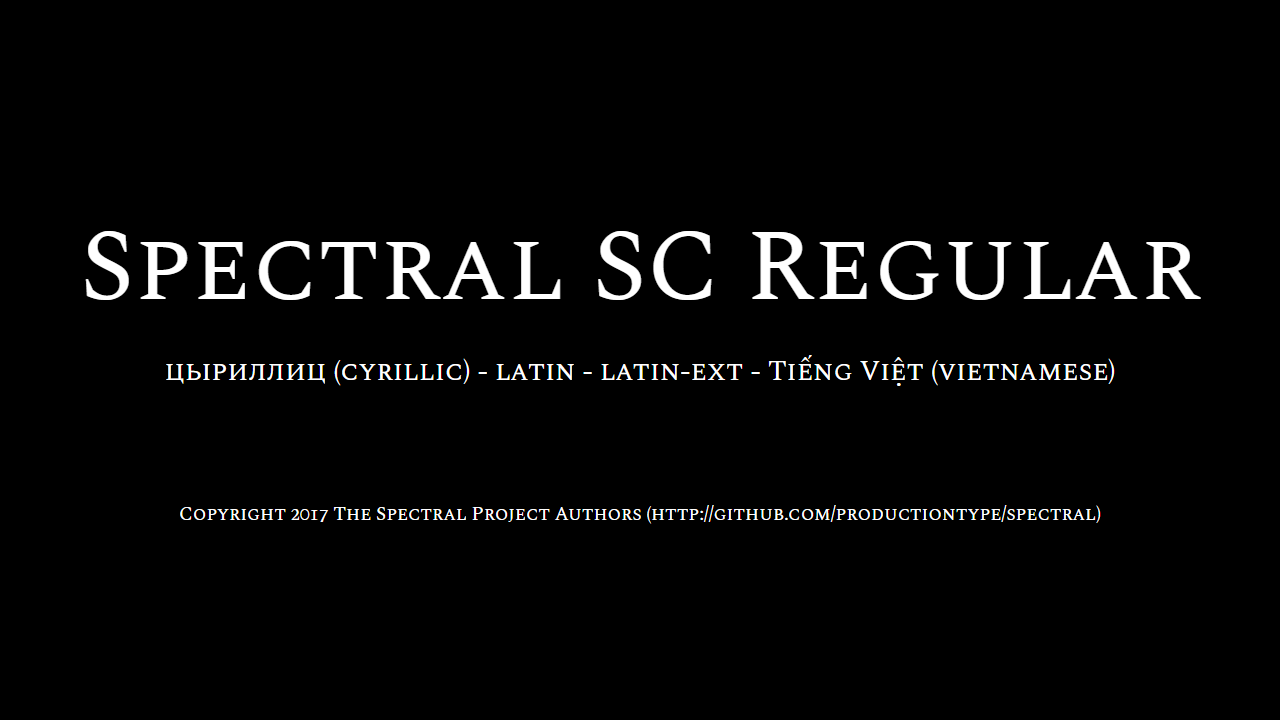 Spectral SC Regular
цыриллиц (cyrillic) - latin - latin-ext - Tiếng Việt (vietnamese)
Copyright 2017 The Spectral Project Authors (http://github.com/productiontype/spectral)